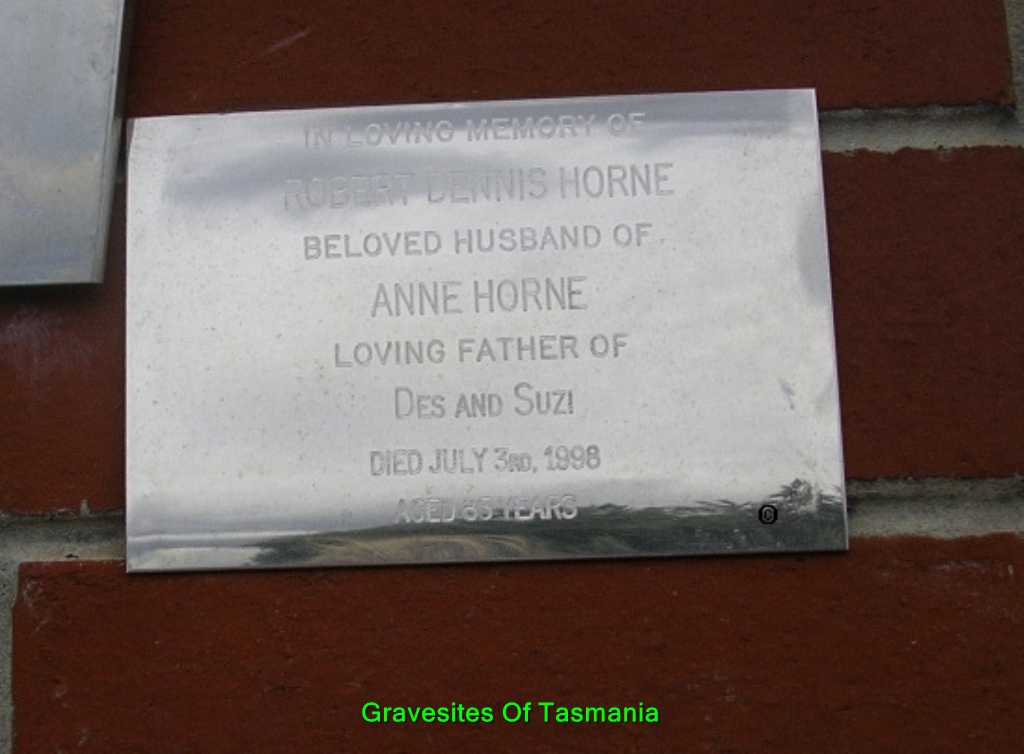 IN LOVING MEMORY OF
ROBERT DENNIS HORNE
BELOVED HUSBAND OF
ANNE HORNE
LOVING FATHER OF
DES AND SUZI
DIED JULY 3RD, 1998
AGED YEARS
©
Gravesites Of Tasmania